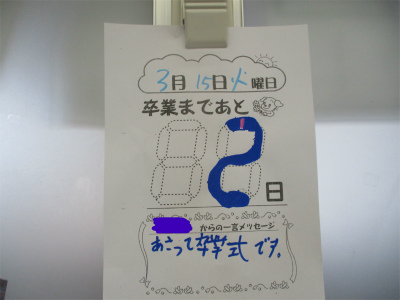 3月 15日 火 曜日
卒業まであと
2
日
からの一言メッセージ
あさって卒業式です。